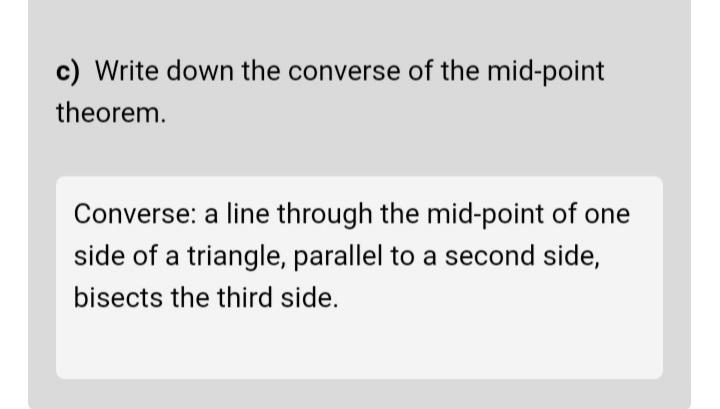 c) Write down the converse of the mid-point
theorem.
Converse: a line through the mid-point of one
side of a triangle, parallel to a second side,
bisects the third side.